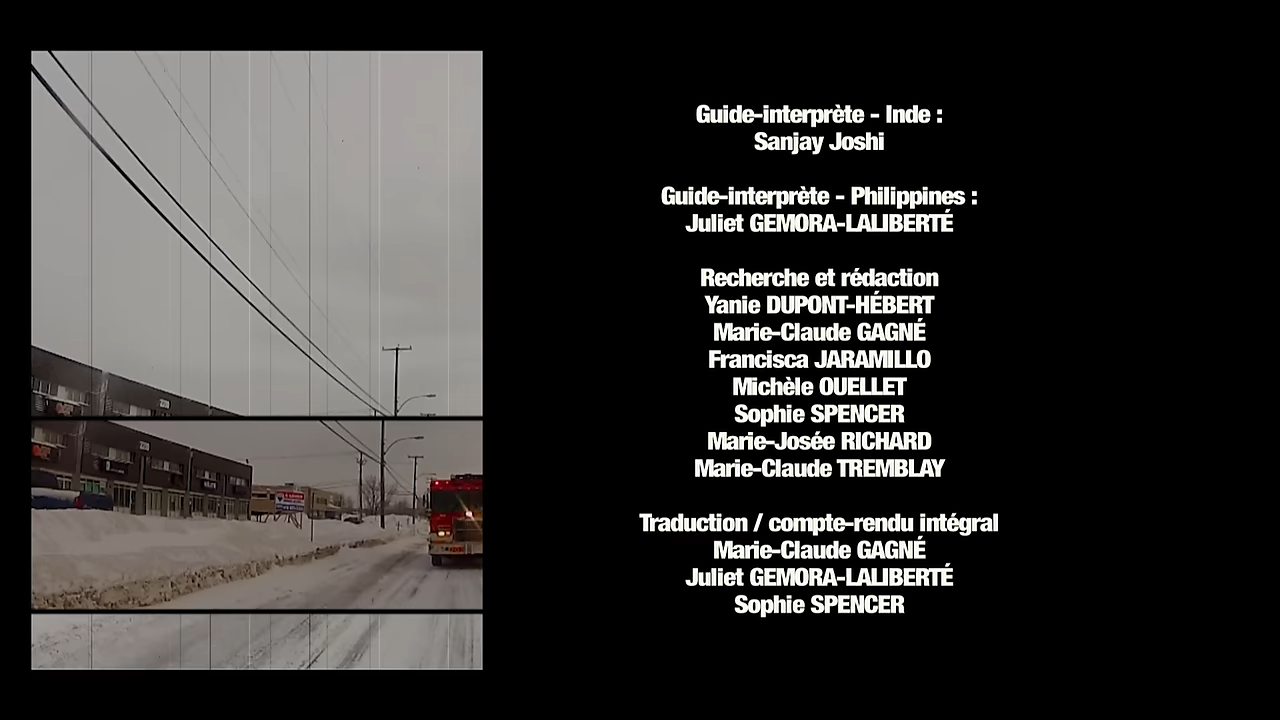 Guide-interprète - Inde :
Sanjay Joshi
Guide-interprète - Philippines :
Juliet GEMORA-LALIBERTÉ
Recherche et rédaction
Yanie DUPONT-HÉBERT
Marie-Claude GAGNÉ
Francisca JARAMILLO
Michèle OUELLET
Sophie SPENCER
Marie-Josée RICHARD
Marie-Claude TREMBLAY
Traduction / compte-rendu intégral
Marie-Claude GAGNÉ
Juliet GEMORA-LALIBERTÉ
Sophie SPENCER